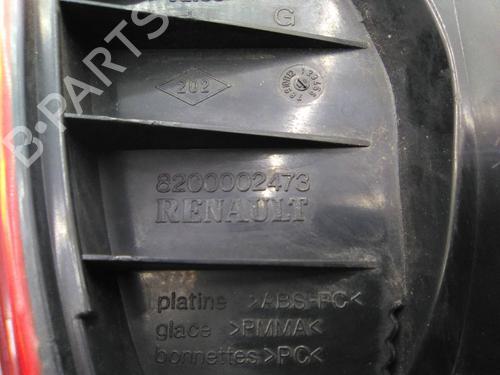 G
202
8200002473
RENAULT
platine >ABS-PC<
glace >PMMA<
bonnettes >PC<
B-PARTS